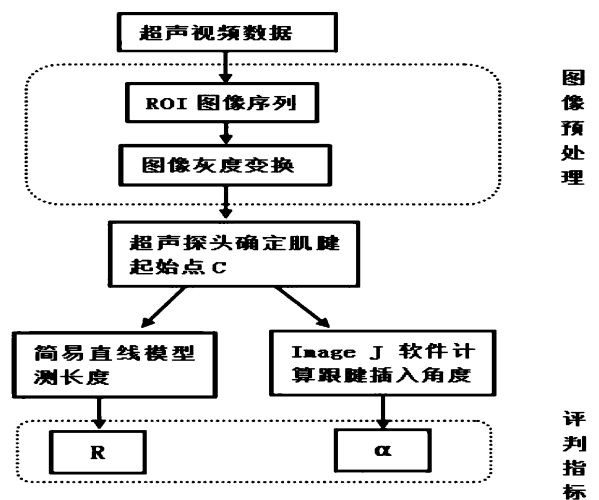 超声视频数据
ROI 图像序列
图像灰度变换
图像预处理
超声探头确定肌腱
起始点 C
简易直线模型
测长度
Image J 软件计
算跟腱插入角度
R
α
评判指标